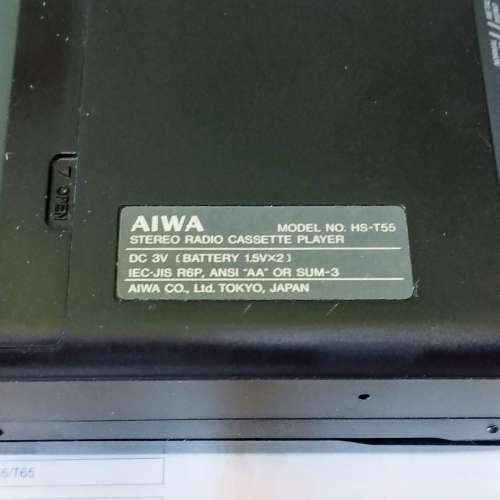 7 OPEN
AIWA MODEL NO. HS-T55
STEREO RADIO CASSETTE PLAYER
DC 3V (BATTERY 1.5V×2)
IEC·JIS R6P, ANSI "AA" OR SUM-3
AIWA CO., Ltd. TOKYO, JAPAN
5/T65